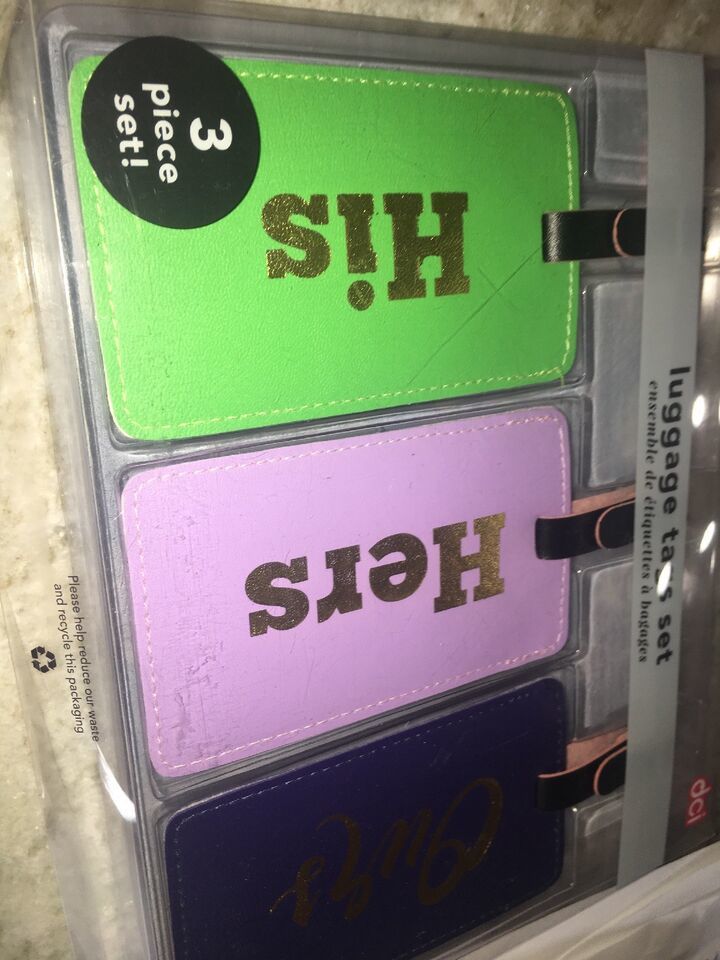 3
piece
set!
luggage tags set
ensemble de étiquettes à bagages
His
Hers
Ours
Please help reduce our waste
and recycle this packaging
dci